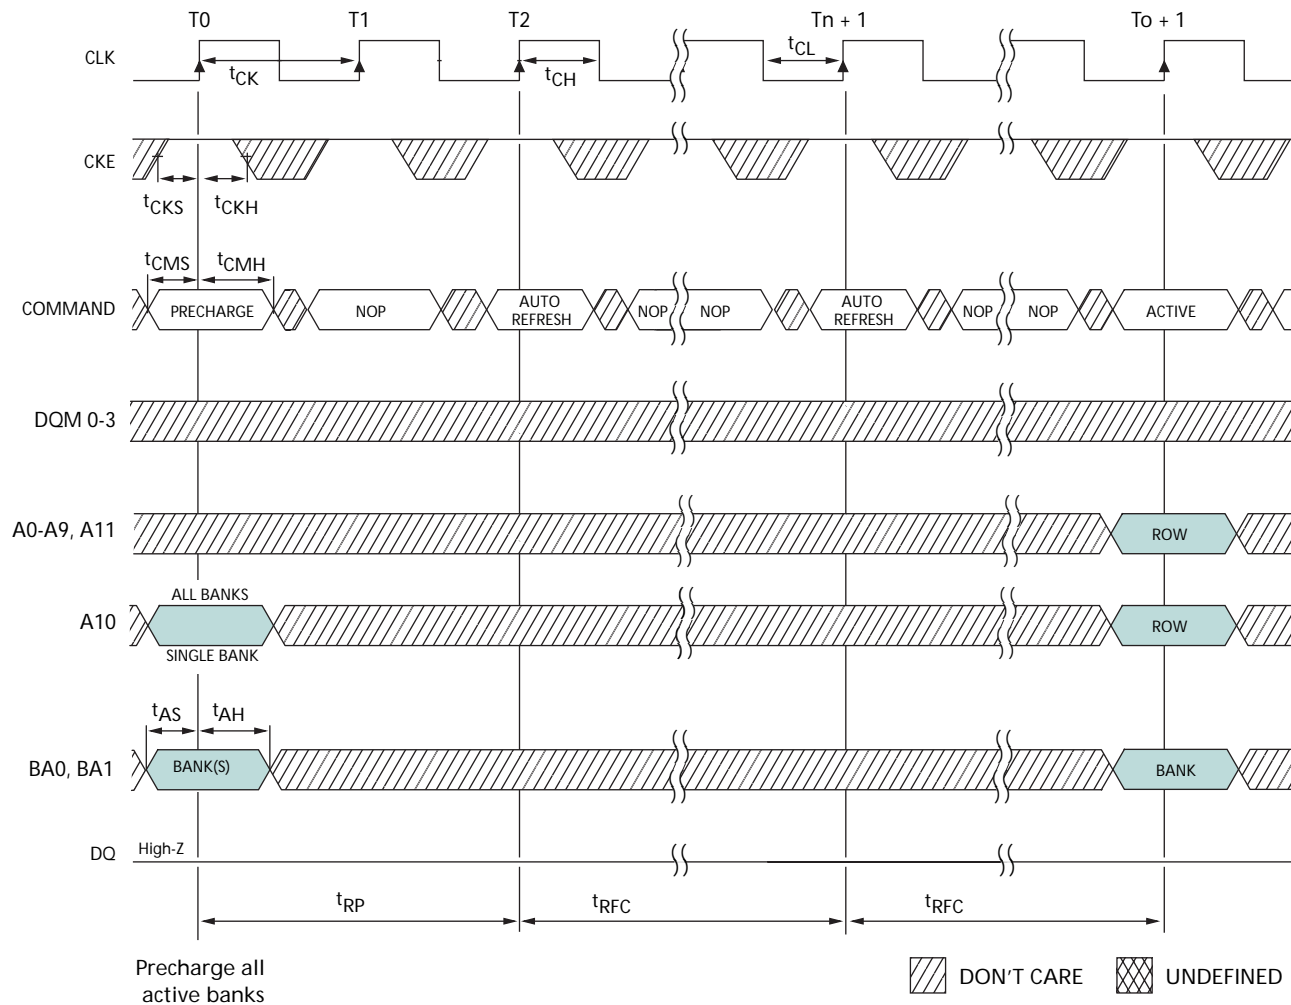 T0 T1 T2 Tn + 1 To + 1
CLK
tCK tCH tCL
CKE
tCKS tCKH
tCMS tCMH
COMMAND
PRECHARGE NOP AUTO REFRESH NOP NOP AUTO REFRESH NOP NOP ACTIVE
DQM 0-3
A0-A9, A11 ROW
ALL BANKS
A10 ROW
SINGLE BANK
tAS tAH
BA0, BA1 BANK(S) BANK
DQ High-Z
tRP tRFC tRFC
Precharge all
active banks
DON'T CARE UNDEFINED